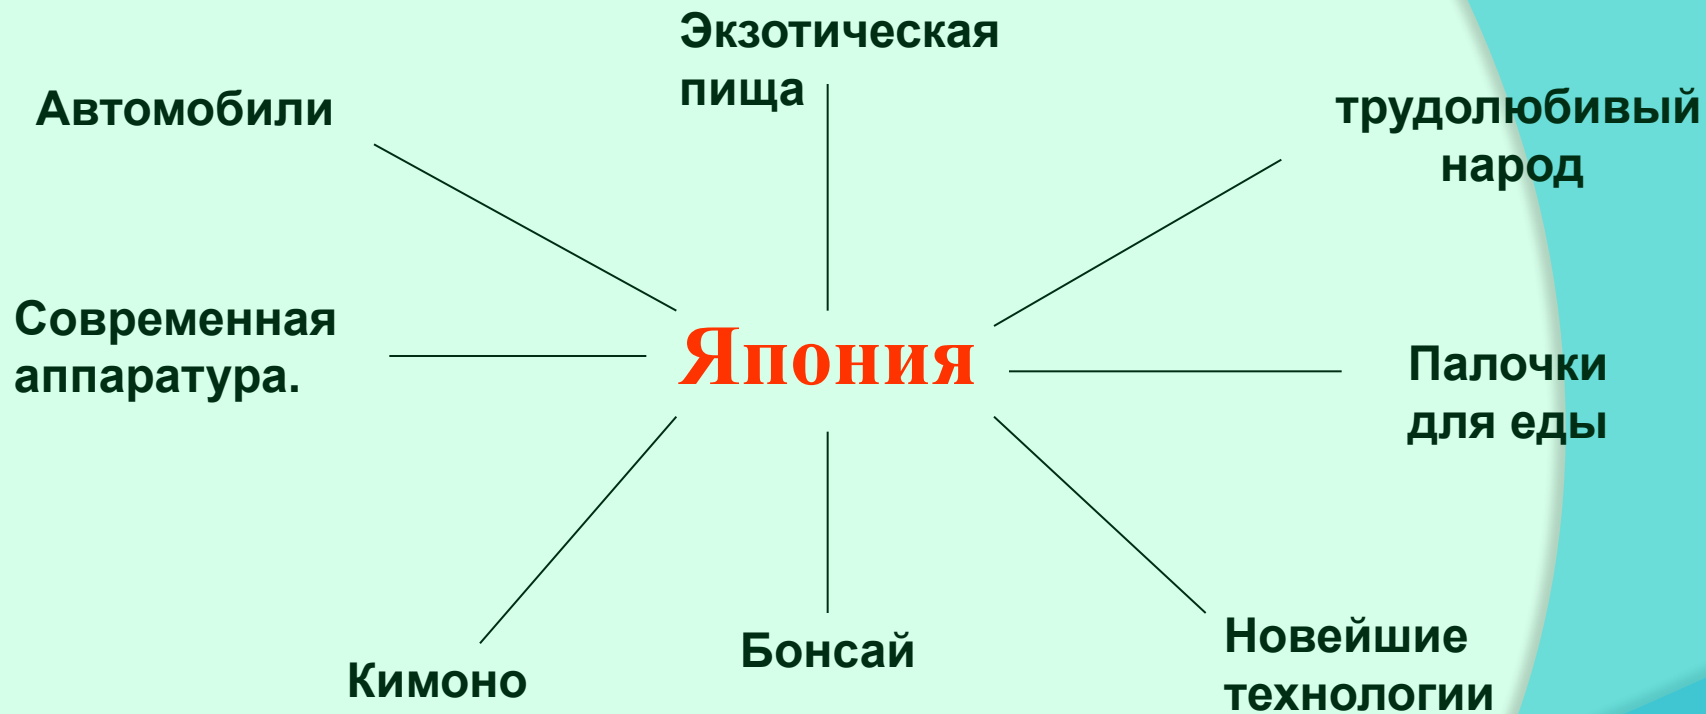 Экзотическая
пища
Автомобили
трудолюбивый
народ
Современная
аппаратура.
Япония
Палочки
для еды
Кимоно
Бонсай
Новейшие
технологии